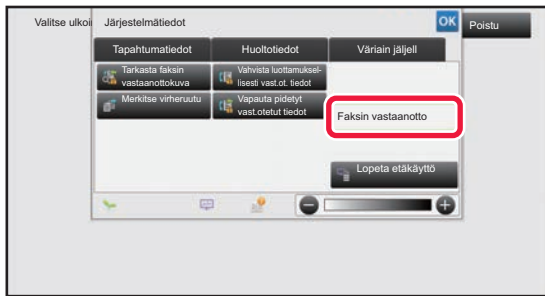 Valitse ulkoi
Järjestelmätiedot
OK
Poistu
Tapahtumatiedot
Huoltotiedot
Väriain jäljell
Tarkasta faksin
vastaanottokuva
Vahvista luottamuksel-
lisesti vast.ot. tiedot
Merkitse virheruutu
Vapauta pidetyt
vast.otetut tiedot
Faksin vastaanotto
Lopeta etäkäyttö